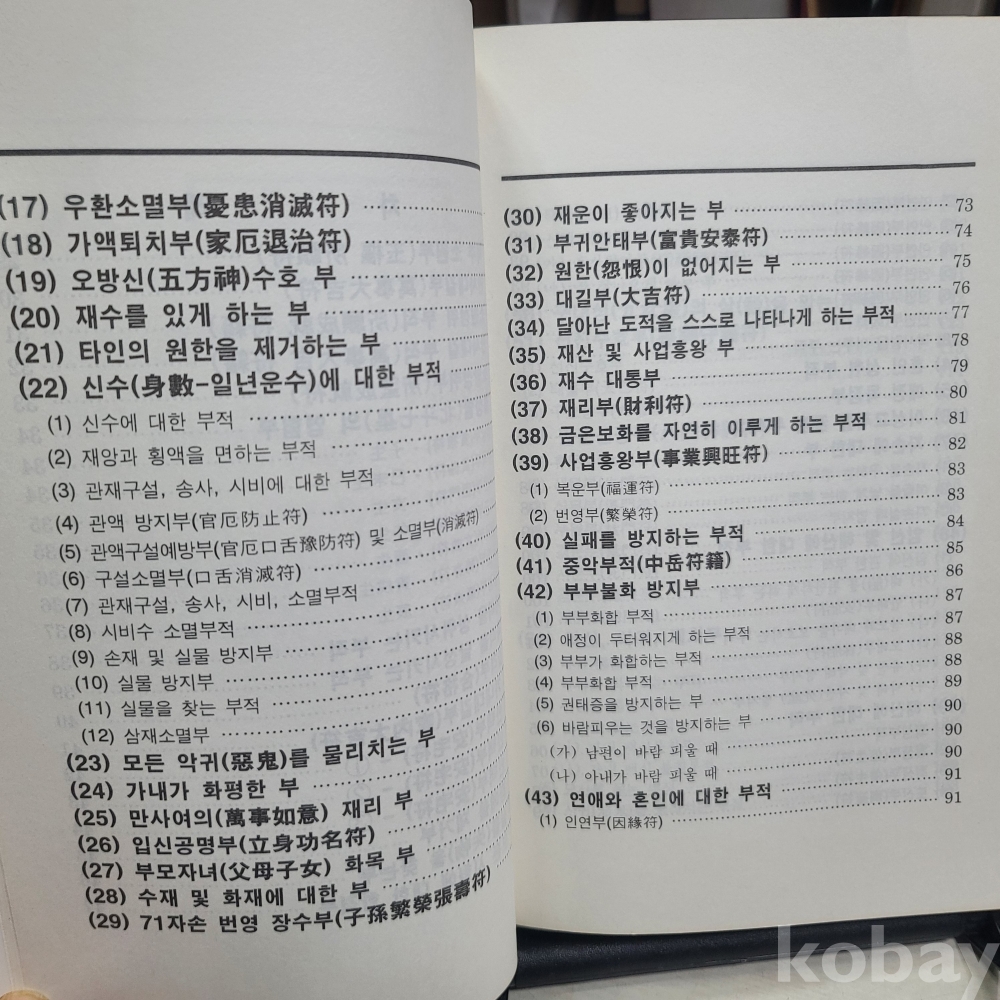 (17) 우환소멸부(憂患消滅符)
(18) 가액퇴치부(家厄退治符)
(19) 오방신(五方神)수호 부
(20) 재수를 있게 하는 부
(21) 타인의 원한을 제거하는 부
(22) 신수(身數-일년운수)에 대한 부적
(1) 신수에 대한 부적
(2) 재앙과 횡액을 면하는 부적
(3) 관재구설, 송사, 시비에 대한 부적
(4) 관액 방지부(官厄防止符)
(5) 관액구설예방부(官厄口舌豫防符) 및 소멸부(消滅符)
(6) 구설소멸부(口舌消滅符)
(7) 관재구설, 송사, 시비, 소멸부적
(8) 시비수 소멸부적
(9) 손재 및 실물 방지부
(10) 실물 방지부
(11) 실물을 찾는 부적
(12) 삼재소멸부
(23) 모든 악귀(惡鬼)를 물리치는 부
(24) 가내가 화평한 부
(25) 만사여의(萬事如意) 재리 부
(26) 입신공명부(立身功名符)
(27) 부모자녀(父母子女) 화목 부
(28) 수재 및 화재에 대한 부
(29) 71자손 번영 장수부(子孫繁榮張壽符)
(30) 재운이 좋아지는 부 73
(31) 부귀안태부(富貴安泰符) 74
(32) 원한(怨恨)이 없어지는 부 75
(33) 대길부(大吉符) 76
(34) 달아난 도적을 스스로 나타나게 하는 부적 77
(35) 재산 및 사업흥왕 부 78
(36) 재수 대통부 79
(37) 재리부(財利符) 80
(38) 금은보화를 자연히 이루게 하는 부적 81
(39) 사업흥왕부(事業興旺符) 82
(1) 복운부(福運符) 83
(2) 번영부(繁榮符) 83
(40) 실패를 방지하는 부적 84
(41) 중악부적(中岳符籍) 85
(42) 부부불화 방지부 86
(1) 부부화합 부적 87
(2) 애정이 두터워지게 하는 부적 87
(3) 부부가 화합하는 부적 88
(4) 부부화합 부적 88
(5) 권태증을 방지하는 부 89
(6) 바람피우는 것을 방지하는 부 90
(가) 남편이 바람 피울 때 90
(나) 아내가 바람 피울 때 90
(43) 연애와 혼인에 대한 부적 91
(1) 인연부(因緣符) 91
kobay